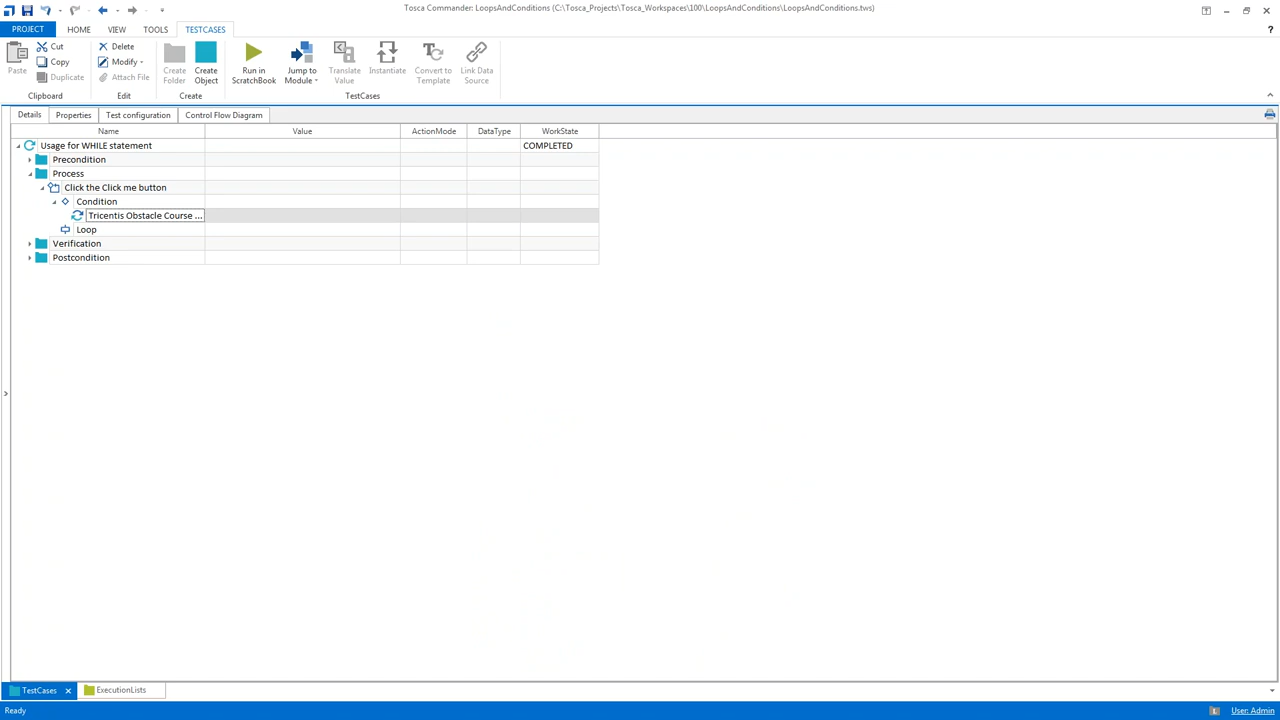 Tosca Commander: LoopsAndConditions (C:\Tosca_Projects\Tosca_Workspaces\100\LoopsAndConditions\LoopsAndConditions.tws)
PROJECT HOME VIEW TOOLS TESTCASES ?
Paste
Cut
Copy
Duplicate
Clipboard
Delete
Modify
Attach File
Edit
Create Folder
Create Object
Create
Run in ScratchBook
Jump to Module
Translate Value
Instantiate
Convert to Template
Link Data Source
TestCases
Details Properties Test configuration Control Flow Diagram
Name Value ActionMode DataType WorkState
Usage for WHILE statement COMPLETED
Precondition
Process
Click the Click me button
Condition
Tricentis Obstacle Course ...
Loop
Verification
Postcondition
TestCases ExecutionLists
Ready User: Admin